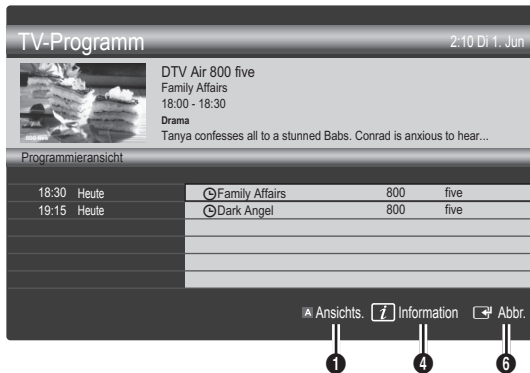 TV-Programm 2:10 Di 1. Jun
DTV Air 800 five
Family Affairs
18:00 - 18:30
Drama
Tanya confesses all to a stunned Babs. Conrad is anxious to hear...
800 five
Programmieransicht
18:30 Heute Family Affairs 800 five
19:15 Heute Dark Angel 800 five
A Ansichts. i Information Abbr.
1 4 6